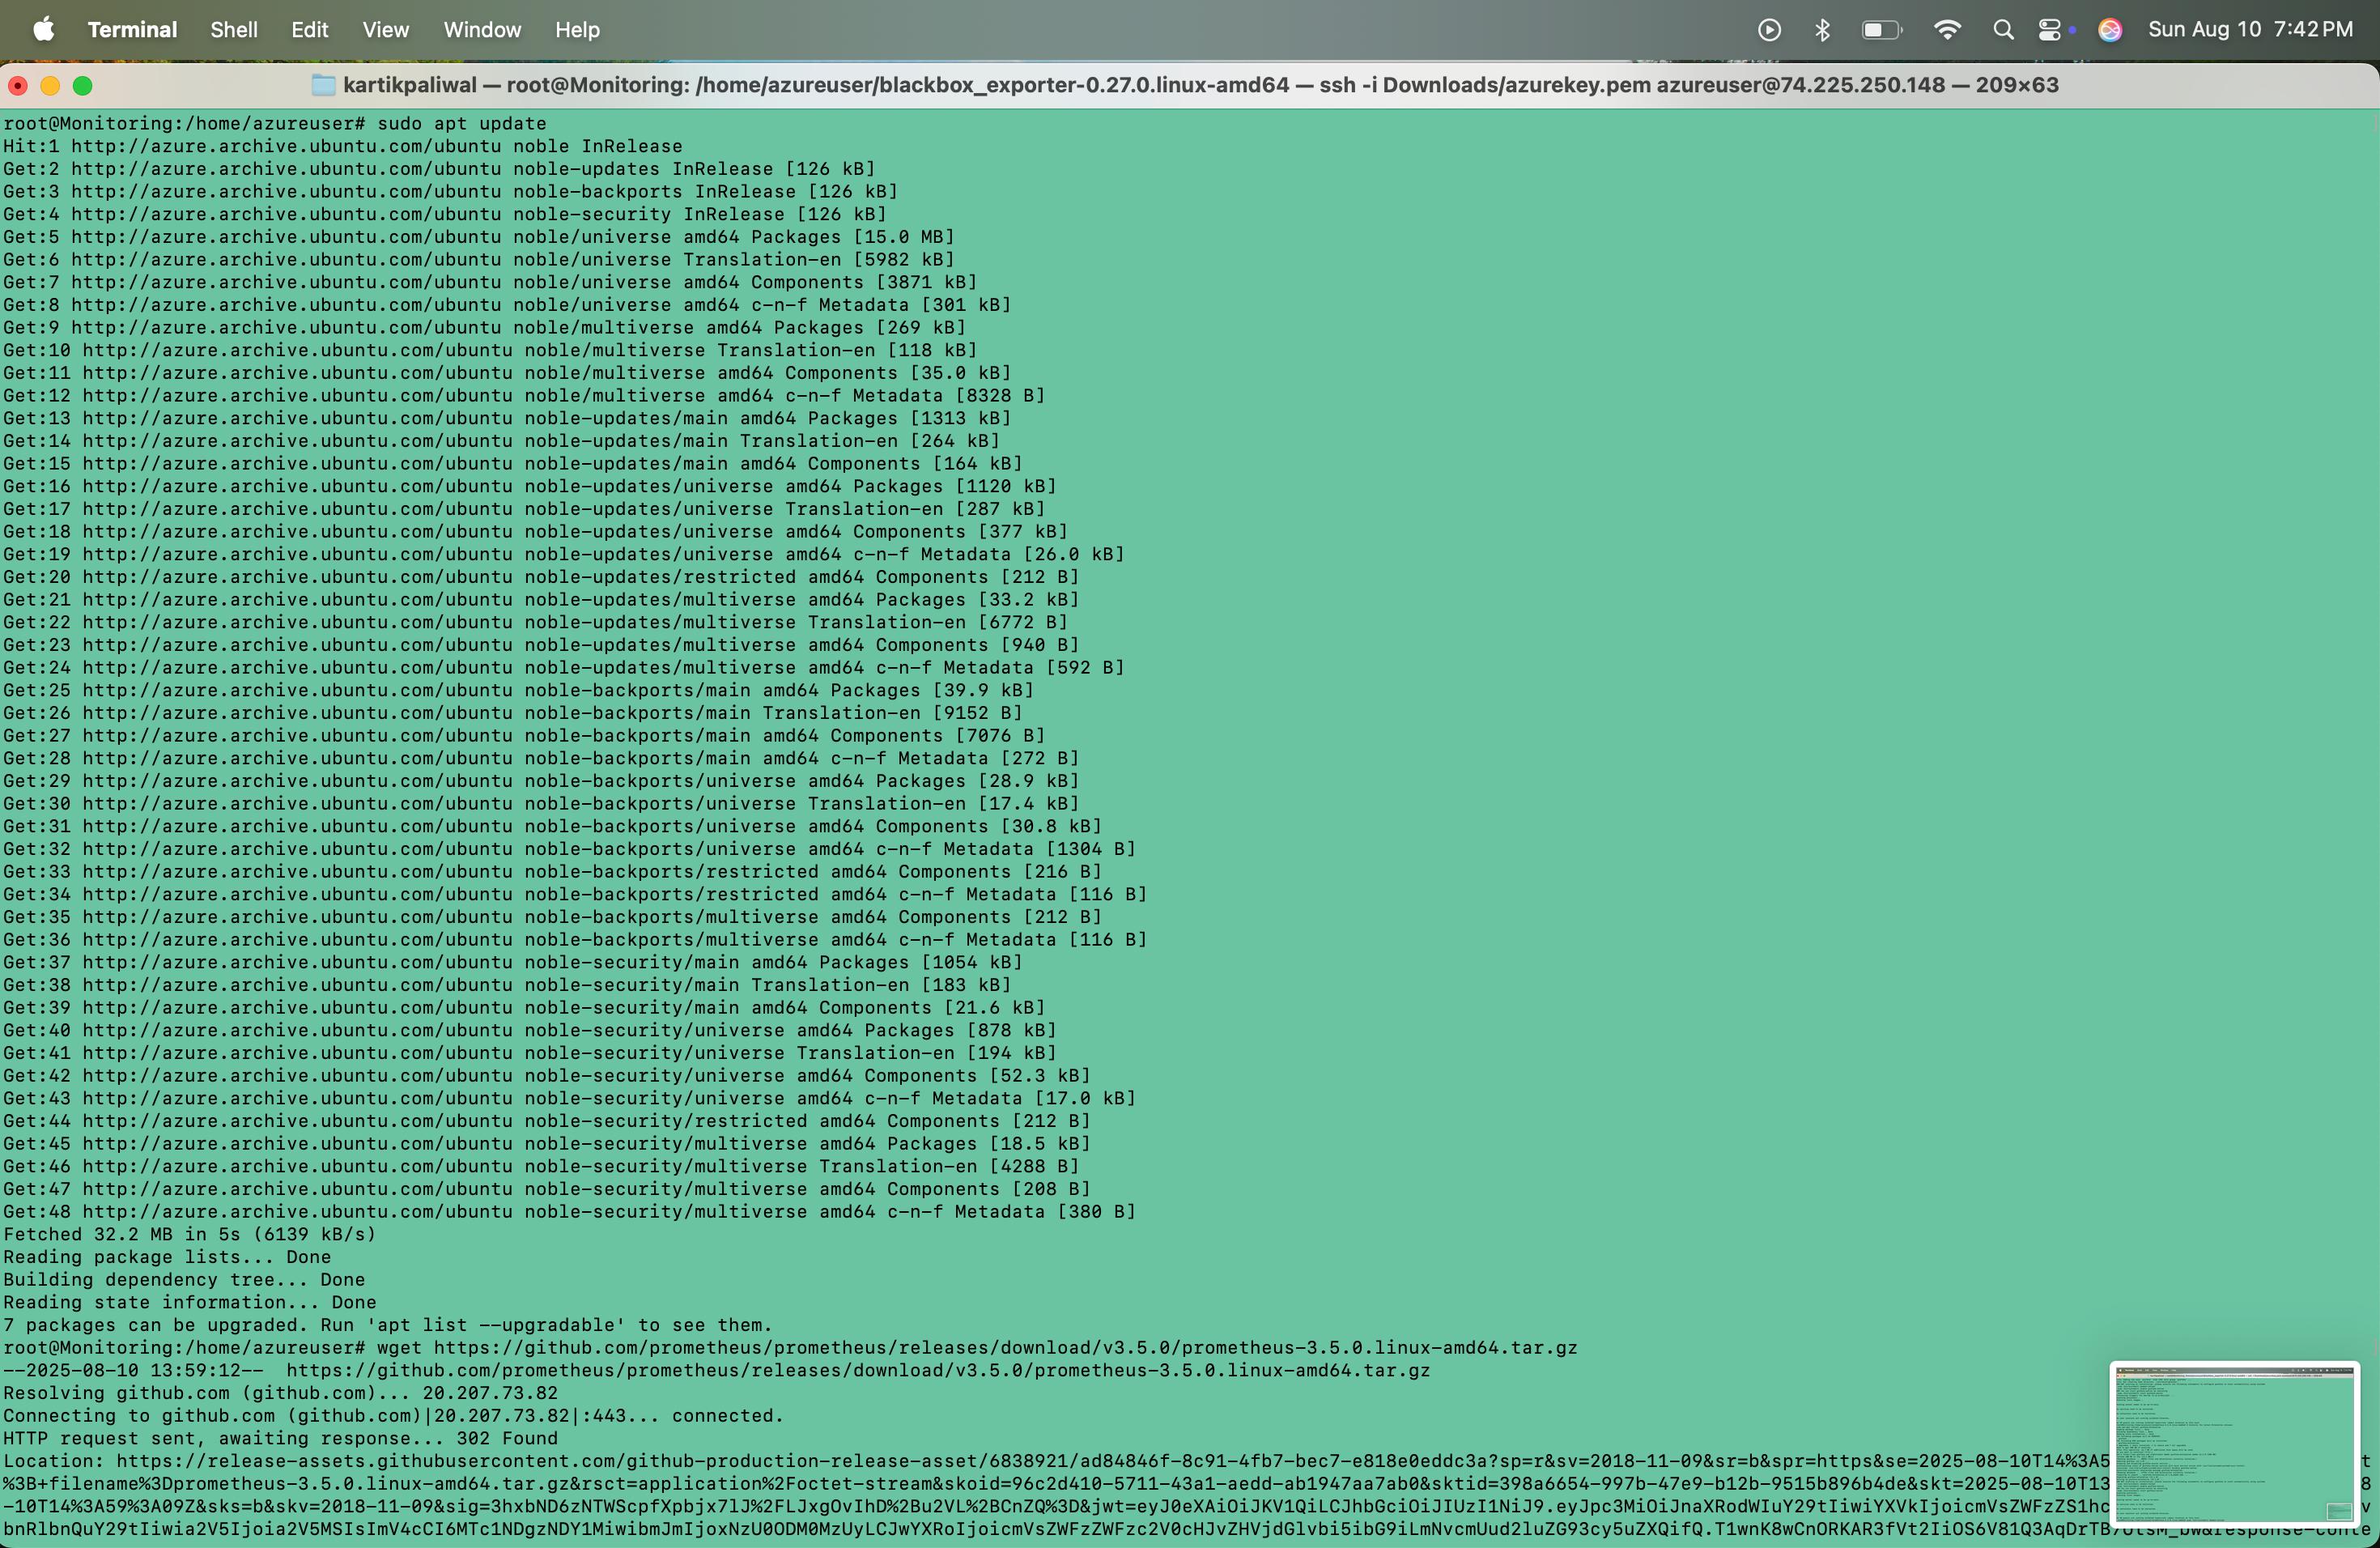 Terminal Shell Edit View Window Help Sun Aug 10 7:42 PM
kartikpaliwal — root@Monitoring: /home/azureuser/blackbox_exporter-0.27.0.linux-amd64 — ssh -i Downloads/azurekey.pem azureuser@74.225.250.148 — 209×63
root@Monitoring:/home/azureuser# sudo apt update
Hit:1 http://azure.archive.ubuntu.com/ubuntu noble InRelease
Get:2 http://azure.archive.ubuntu.com/ubuntu noble-updates InRelease [126 kB]
Get:3 http://azure.archive.ubuntu.com/ubuntu noble-backports InRelease [126 kB]
Get:4 http://azure.archive.ubuntu.com/ubuntu noble-security InRelease [126 kB]
Get:5 http://azure.archive.ubuntu.com/ubuntu noble/universe amd64 Packages [15.0 MB]
Get:6 http://azure.archive.ubuntu.com/ubuntu noble/universe Translation-en [5982 kB]
Get:7 http://azure.archive.ubuntu.com/ubuntu noble/universe amd64 Components [3871 kB]
Get:8 http://azure.archive.ubuntu.com/ubuntu noble/universe amd64 c-n-f Metadata [301 kB]
Get:9 http://azure.archive.ubuntu.com/ubuntu noble/multiverse amd64 Packages [269 kB]
Get:10 http://azure.archive.ubuntu.com/ubuntu noble/multiverse Translation-en [118 kB]
Get:11 http://azure.archive.ubuntu.com/ubuntu noble/multiverse amd64 Components [35.0 kB]
Get:12 http://azure.archive.ubuntu.com/ubuntu noble/multiverse amd64 c-n-f Metadata [8328 B]
Get:13 http://azure.archive.ubuntu.com/ubuntu noble-updates/main amd64 Packages [1313 kB]
Get:14 http://azure.archive.ubuntu.com/ubuntu noble-updates/main Translation-en [264 kB]
Get:15 http://azure.archive.ubuntu.com/ubuntu noble-updates/main amd64 Components [164 kB]
Get:16 http://azure.archive.ubuntu.com/ubuntu noble-updates/universe amd64 Packages [1120 kB]
Get:17 http://azure.archive.ubuntu.com/ubuntu noble-updates/universe Translation-en [287 kB]
Get:18 http://azure.archive.ubuntu.com/ubuntu noble-updates/universe amd64 Components [377 kB]
Get:19 http://azure.archive.ubuntu.com/ubuntu noble-updates/universe amd64 c-n-f Metadata [26.0 kB]
Get:20 http://azure.archive.ubuntu.com/ubuntu noble-updates/restricted amd64 Components [212 B]
Get:21 http://azure.archive.ubuntu.com/ubuntu noble-updates/multiverse amd64 Packages [33.2 kB]
Get:22 http://azure.archive.ubuntu.com/ubuntu noble-updates/multiverse Translation-en [6772 B]
Get:23 http://azure.archive.ubuntu.com/ubuntu noble-updates/multiverse amd64 Components [940 B]
Get:24 http://azure.archive.ubuntu.com/ubuntu noble-updates/multiverse amd64 c-n-f Metadata [592 B]
Get:25 http://azure.archive.ubuntu.com/ubuntu noble-backports/main amd64 Packages [39.9 kB]
Get:26 http://azure.archive.ubuntu.com/ubuntu noble-backports/main Translation-en [9152 B]
Get:27 http://azure.archive.ubuntu.com/ubuntu noble-backports/main amd64 Components [7076 B]
Get:28 http://azure.archive.ubuntu.com/ubuntu noble-backports/main amd64 c-n-f Metadata [272 B]
Get:29 http://azure.archive.ubuntu.com/ubuntu noble-backports/universe amd64 Packages [28.9 kB]
Get:30 http://azure.archive.ubuntu.com/ubuntu noble-backports/universe Translation-en [17.4 kB]
Get:31 http://azure.archive.ubuntu.com/ubuntu noble-backports/universe amd64 Components [30.8 kB]
Get:32 http://azure.archive.ubuntu.com/ubuntu noble-backports/universe amd64 c-n-f Metadata [1304 B]
Get:33 http://azure.archive.ubuntu.com/ubuntu noble-backports/restricted amd64 Components [216 B]
Get:34 http://azure.archive.ubuntu.com/ubuntu noble-backports/restricted amd64 c-n-f Metadata [116 B]
Get:35 http://azure.archive.ubuntu.com/ubuntu noble-backports/multiverse amd64 Components [212 B]
Get:36 http://azure.archive.ubuntu.com/ubuntu noble-backports/multiverse amd64 c-n-f Metadata [116 B]
Get:37 http://azure.archive.ubuntu.com/ubuntu noble-security/main amd64 Packages [1054 kB]
Get:38 http://azure.archive.ubuntu.com/ubuntu noble-security/main Translation-en [183 kB]
Get:39 http://azure.archive.ubuntu.com/ubuntu noble-security/main amd64 Components [21.6 kB]
Get:40 http://azure.archive.ubuntu.com/ubuntu noble-security/universe amd64 Packages [878 kB]
Get:41 http://azure.archive.ubuntu.com/ubuntu noble-security/universe Translation-en [194 kB]
Get:42 http://azure.archive.ubuntu.com/ubuntu noble-security/universe amd64 Components [52.3 kB]
Get:43 http://azure.archive.ubuntu.com/ubuntu noble-security/universe amd64 c-n-f Metadata [17.0 kB]
Get:44 http://azure.archive.ubuntu.com/ubuntu noble-security/restricted amd64 Components [212 B]
Get:45 http://azure.archive.ubuntu.com/ubuntu noble-security/multiverse amd64 Packages [18.5 kB]
Get:46 http://azure.archive.ubuntu.com/ubuntu noble-security/multiverse Translation-en [4288 B]
Get:47 http://azure.archive.ubuntu.com/ubuntu noble-security/multiverse amd64 Components [208 B]
Get:48 http://azure.archive.ubuntu.com/ubuntu noble-security/multiverse amd64 c-n-f Metadata [380 B]
Fetched 32.2 MB in 5s (6139 kB/s)
Reading package lists... Done
Building dependency tree... Done
Reading state information... Done
7 packages can be upgraded. Run 'apt list --upgradable' to see them.
root@Monitoring:/home/azureuser# wget https://github.com/prometheus/prometheus/releases/download/v3.5.0/prometheus-3.5.0.linux-amd64.tar.gz
--2025-08-10 13:59:12--  https://github.com/prometheus/prometheus/releases/download/v3.5.0/prometheus-3.5.0.linux-amd64.tar.gz
Resolving github.com (github.com)... 20.207.73.82
Connecting to github.com (github.com)|20.207.73.82|:443... connected.
HTTP request sent, awaiting response... 302 Found
Location: https://release-assets.githubusercontent.com/github-production-release-asset/6838921/ad84846f-8c91-4fb7-bec7-e818e0eddc3a?sp=r&sv=2018-11-09&sr=b&spr=https&se=2025-08-10T14%3A5
%3B+filename%3Dprometheus-3.5.0.linux-amd64.tar.gz&rsct=application%2Foctet-stream&skoid=96c2d410-5711-43a1-aedd-ab1947aa7ab0&sktid=398a6654-997b-47e9-b12b-9515b896b4de&skt=2025-08-10T13
-10T14%3A59%3A09Z&sks=b&skv=2018-11-09&sig=3hxbND6zNTWScpfXpbjx7lJ%2FLJxgOvIhD%2Bu2VL%2BCnZQ%3D&jwt=eyJ0eXAiOiJKV1QiLCJhbGciOiJIUzI1NiJ9.eyJpc3MiOiJnaXRodWIuY29tIiwiYXVkIjoicmVsZWFzZS1hc
bnRlbnQuY29tIiwia2V5Ijoia2V5MSIsImV4cCI6MTc1NDgzNDY1MiwibmJmIjoxNzU0ODM0MzUyLCJwYXRoIjoicmVsZWFzZWFzc2V0cHJvZHVjdGlvbi5ibG9iLmNvcmUud2luZG93cy5uZXQifQ.T1wnK8wCnORKAR3fVt2IiOS6V81Q3AqDrTB